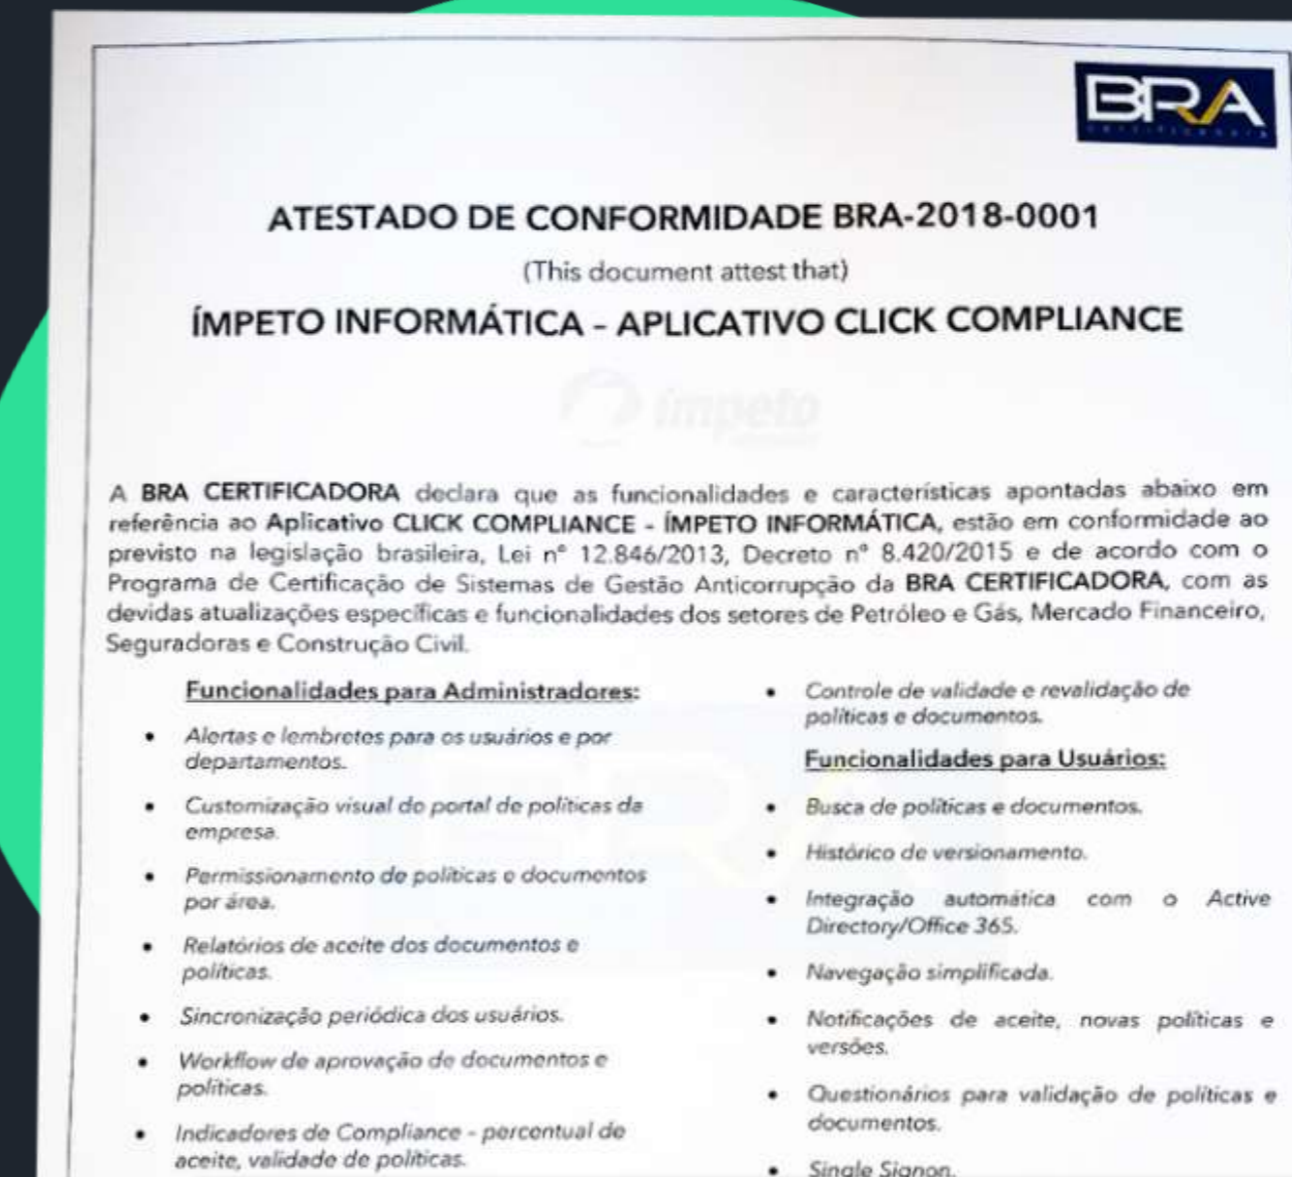 BRA
ATESTADO DE CONFORMIDADE BRA-2018-0001
(This document attest that)
ÍMPETO INFORMÁTICA – APLICATIVO CLICK COMPLIANCE
ímpeto
A BRA CERTIFICADORA declara que as funcionalidades e características apontadas abaixo em
referência ao Aplicativo CLICK COMPLIANCE - ÍMPETO INFORMÁTICA, estão em conformidade ao
previsto na legislação brasileira, Lei nº 12.846/2013, Decreto nº 8.420/2015 e de acordo com o
Programa de Certificação de Sistemas de Gestão Anticorrupção da BRA CERTIFICADORA, com as
devidas atualizações específicas e funcionalidades dos setores de Petróleo e Gás, Mercado Financeiro,
Seguradoras e Construção Civil.
Funcionalidades para Administradores:
• Alertas e lembretes para os usuários e por
departamentos.
• Customização visual do portal de políticas da
empresa.
• Permissionamento de políticas e documentos
por área.
• Relatórios de aceite dos documentos e
políticas.
• Sincronização periódica dos usuários.
• Workflow de aprovação de documentos e
políticas.
• Indicadores de Compliance - percentual de
aceite, validade de políticas.
• Controle de validade e revalidação de
políticas e documentos.
Funcionalidades para Usuários:
• Busca de políticas e documentos.
• Histórico de versionamento.
• Integração automática com o Active
Directory/Office 365.
• Navegação simplificada.
• Notificações de aceite, novas políticas e
versões.
• Questionários para validação de políticas e
documentos.
• Single Signon.